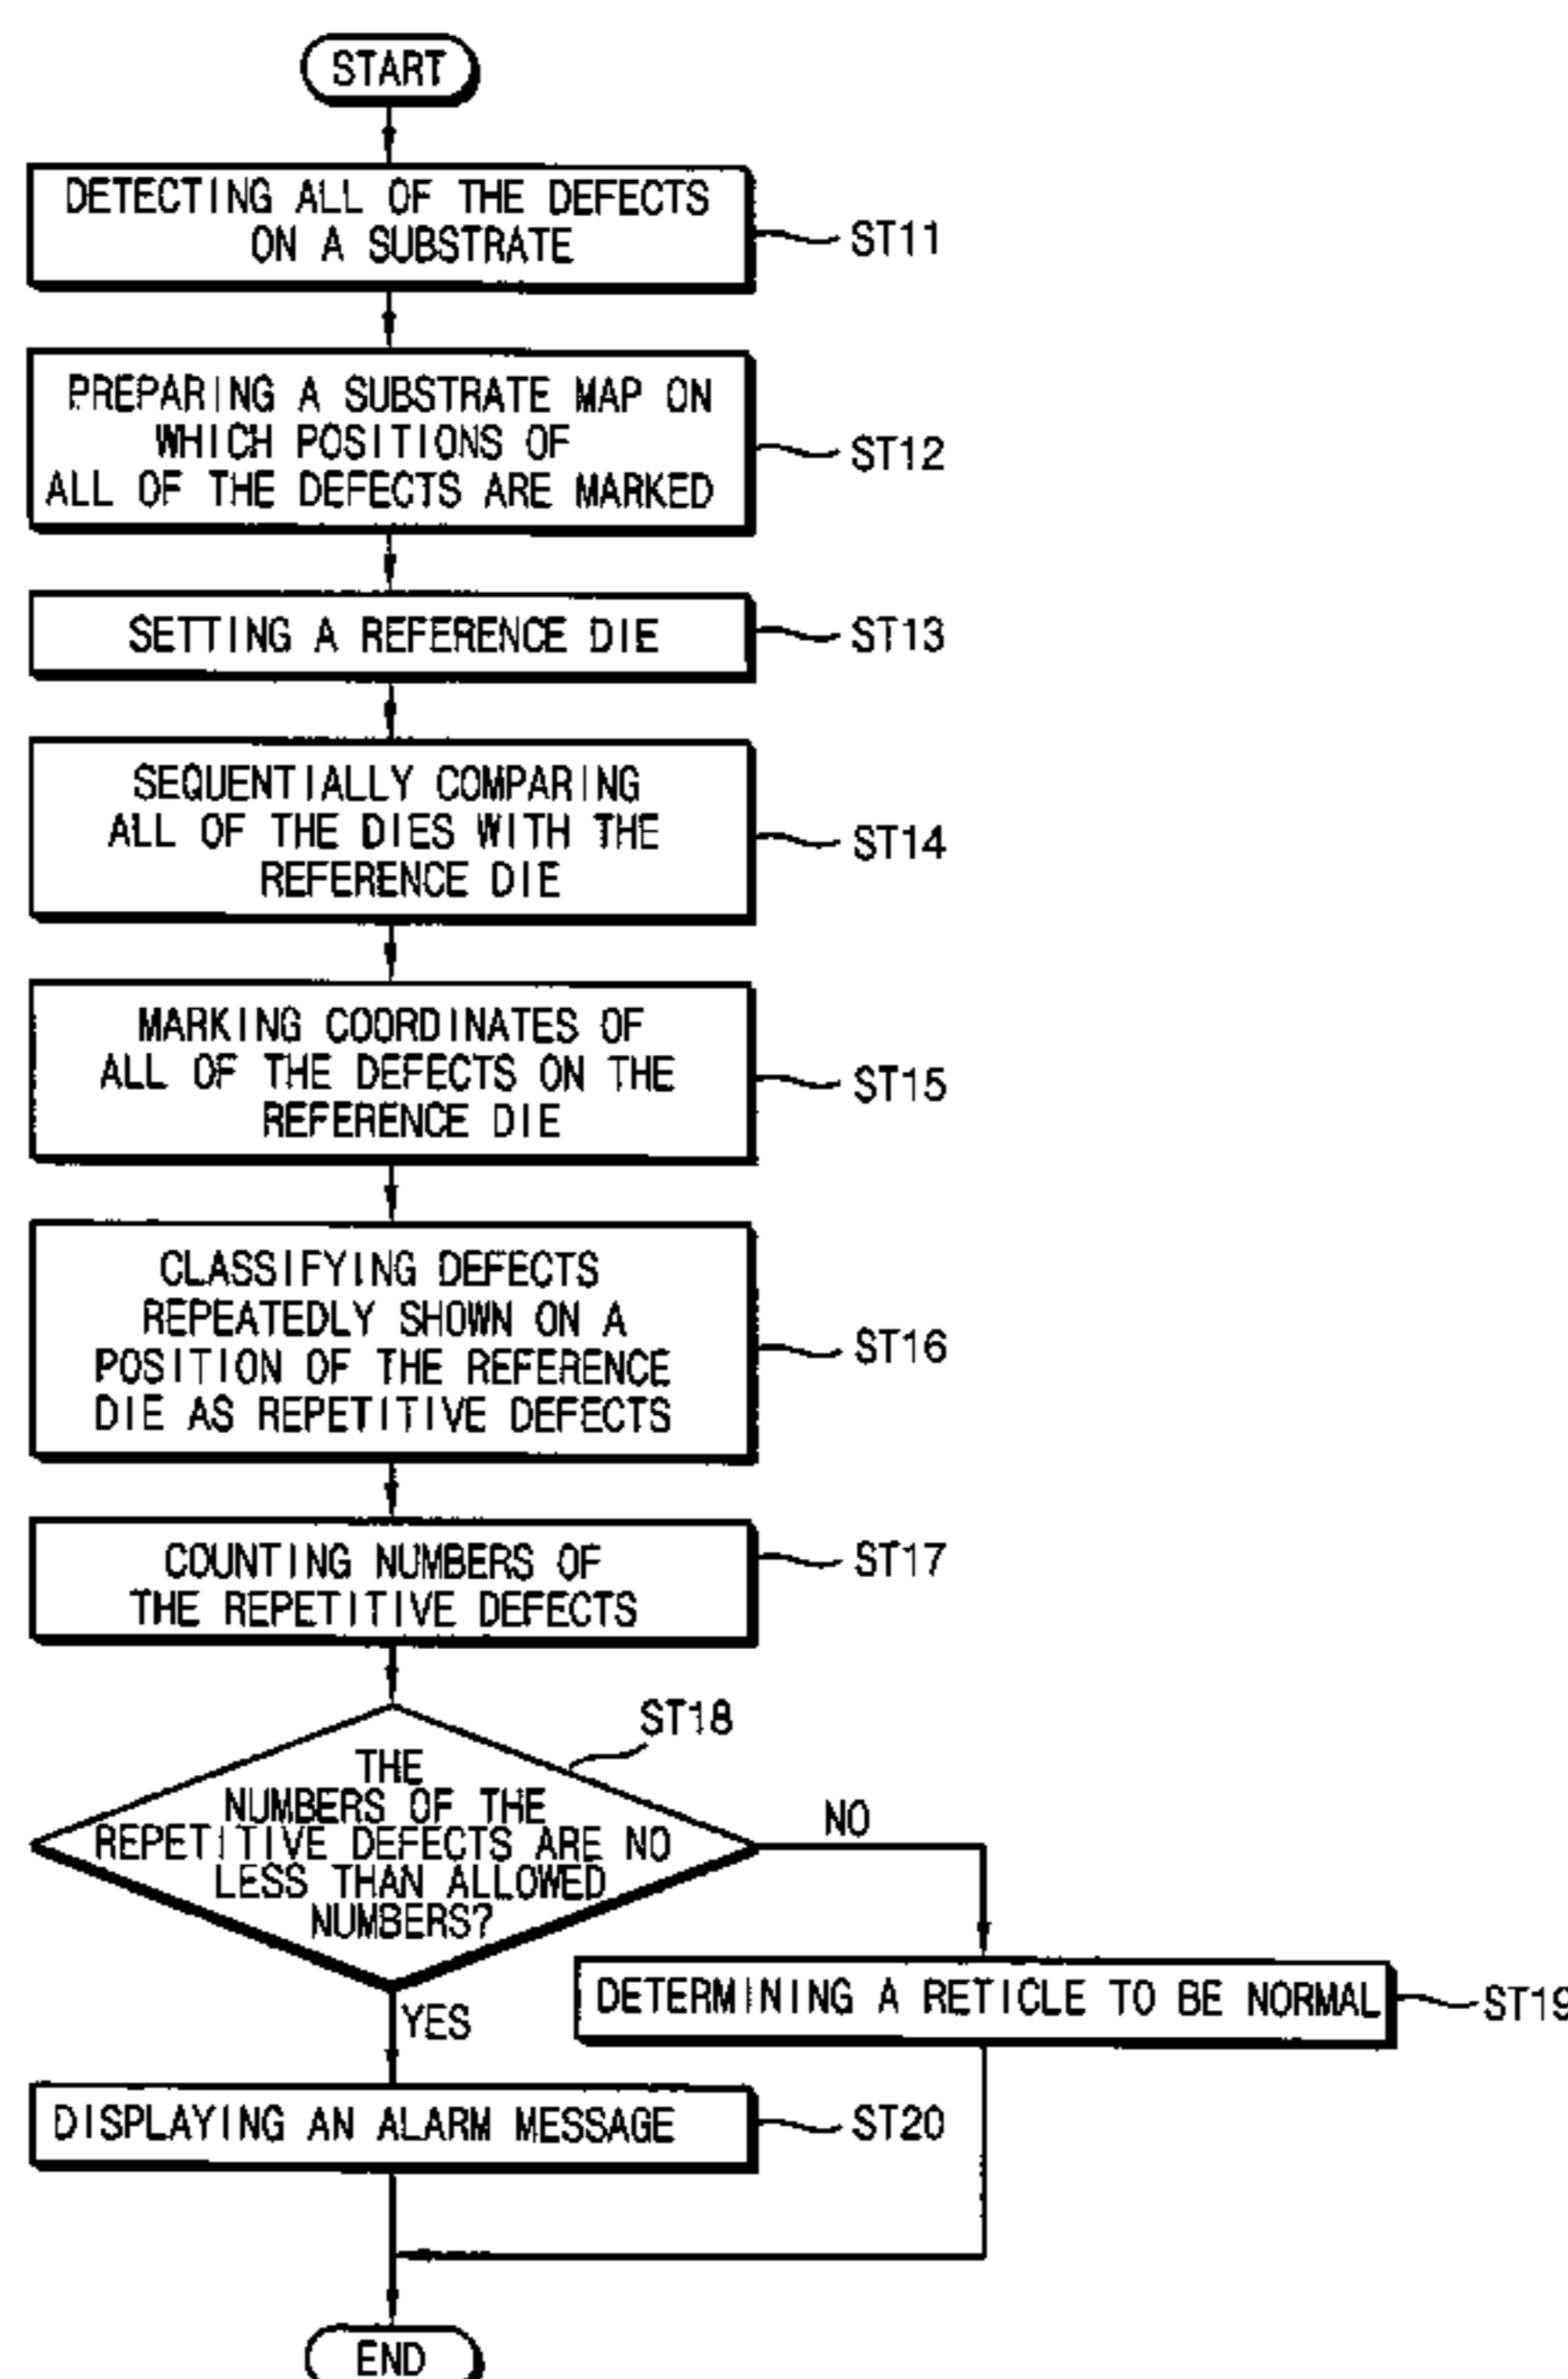 START
DETECTING ALL OF THE DEFECTS
ON A SUBSTRATE
ST11
PREPARING A SUBSTRATE MAP ON
WHICH POSITIONS OF
ALL OF THE DEFECTS ARE MARKED
ST12
SETTING A REFERENCE DIE
ST13
SEQUENTIALLY COMPARING
ALL OF THE DIES WITH THE
REFERENCE DIE
ST14
MARKING COORDINATES OF
ALL OF THE DEFECTS ON THE
REFERENCE DIE
ST15
CLASSIFYING DEFECTS
REPEATEDLY SHOWN ON A
POSITION OF THE REFERENCE
DIE AS REPETITIVE DEFECTS
ST16
COUNTING NUMBERS OF
THE REPETITIVE DEFECTS
ST17
ST18
THE
NUMBERS OF THE
REPETITIVE DEFECTS ARE NO
LESS THAN ALLOWED
NUMBERS?
NO
DETERMINING A RETICLE TO BE NORMAL
ST19
YES
DISPLAYING AN ALARM MESSAGE
ST20
END